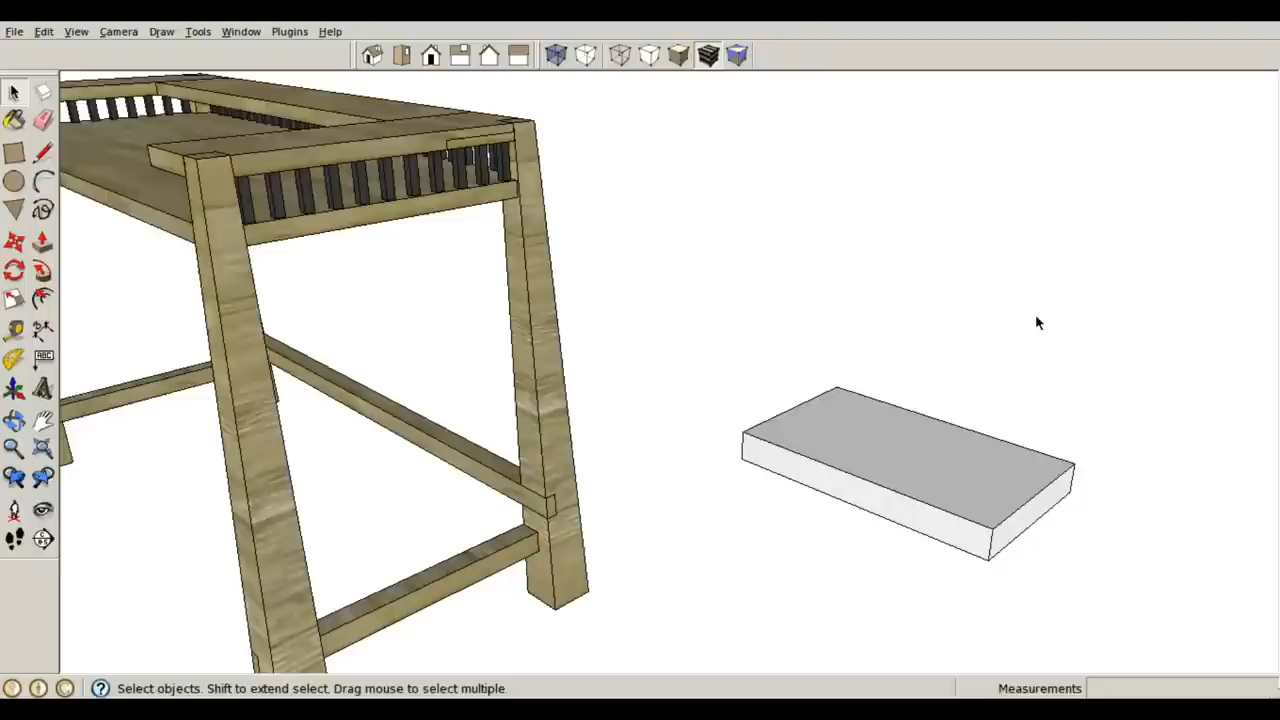 File Edit View Camera Draw Tools Window Plugins Help
ABC
Select objects. Shift to extend select. Drag mouse to select multiple.
Measurements